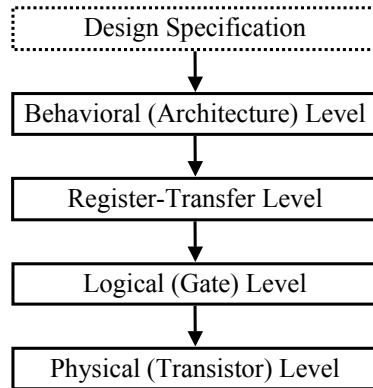 Design Specification
Behavioral (Architecture) Level
Register-Transfer Level
Logical (Gate) Level
Physical (Transistor) Level